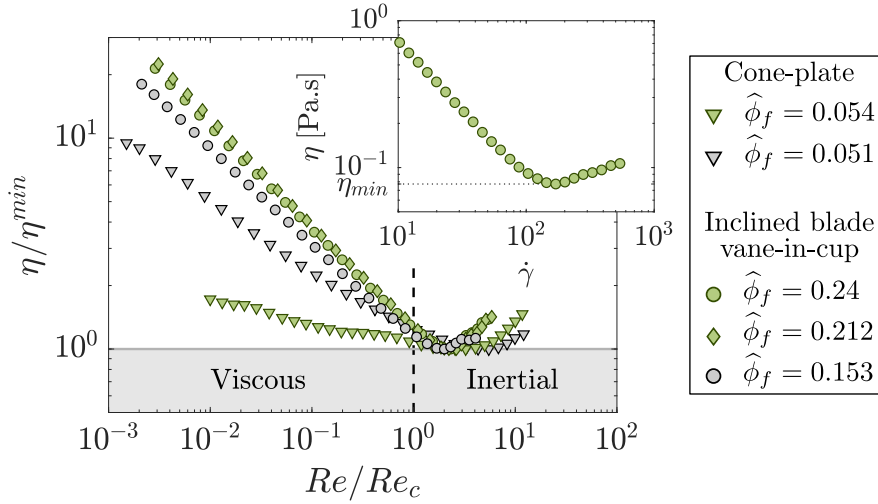 10^0
10^-1
η_min
η [Pa.s]
10^1
10^2
10^3
γ̇
10^1
10^0
η/η^min
Viscous
Inertial
10^-3
10^-2
10^-1
10^0
10^1
10^2
Re/Re_c
Cone-plate
ϕ̂_f = 0.054
ϕ̂_f = 0.051
Inclined blade
vane-in-cup
ϕ̂_f = 0.24
ϕ̂_f = 0.212
ϕ̂_f = 0.153